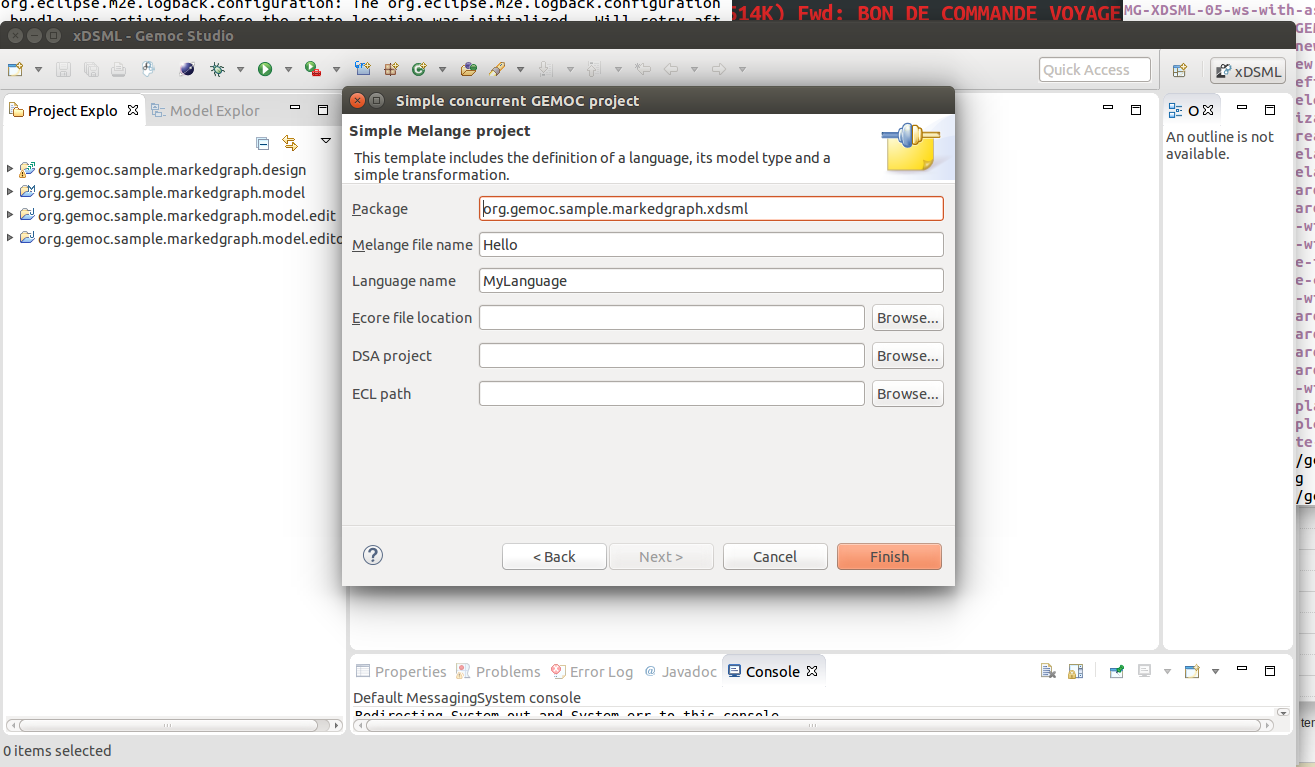 org.eclipse.m2e.logback.configuration: The org.eclipse.m2e.logback.configuration
bundle was activated before the state location was initialized. Will retry aft
514K) Fwd: BON DE COMMANDE VOYAGE
MG-XDSML-05-ws-with-as
xDSML - Gemoc Studio
Quick Access
xDSML
Project Explo
Model Explor
org.gemoc.sample.markedgraph.design
org.gemoc.sample.markedgraph.model
org.gemoc.sample.markedgraph.model.edit
org.gemoc.sample.markedgraph.model.edito
Simple concurrent GEMOC project
Simple Melange project
This template includes the definition of a language, its model type and a
simple transformation.
Package
org.gemoc.sample.markedgraph.xdsml
Melange file name
Hello
Language name
MyLanguage
Ecore file location
Browse...
DSA project
Browse...
ECL path
Browse...
?
< Back
Next >
Cancel
Finish
O
An outline is not
available.
Properties
Problems
Error Log
@ Javadoc
Console
Default MessagingSystem console
Redirecting System.out and System.err to this console.
0 items selected